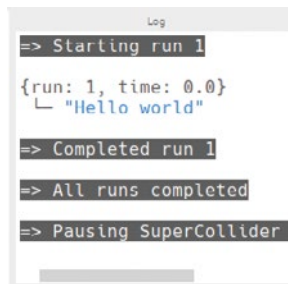 Log
=> Starting run 1
{run: 1, time: 0.0}
└─ "Hello world"
=> Completed run 1
=> All runs completed
=> Pausing SuperCollider